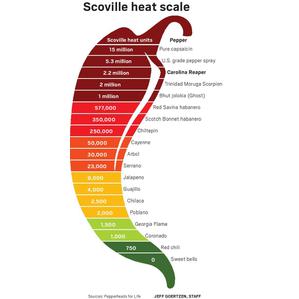 Scoville heat scale
Scoville heat units Pepper
15 million Pure capsaicin
5.3 million U.S. grade pepper spray
2.2 million Carolina Reaper
2 million Trinidad Moruga Scorpion
1 million Bhut jolokia (Ghost)
577,000 Red Savina habanero
350,000 Scotch Bonnet habanero
250,000 Chiltepin
50,000 Cayenne
30,000 Arbol
23,000 Serrano
8,000 Jalapeno
4,000 Guajillo
2,500 Chilaca
2,000 Poblano
1,500 Georgia Flame
1,000 Coronado
750 Red chili
0 Sweet bells
Sources: Pepperheads for Life JEFF GOERTZEN, STAFF